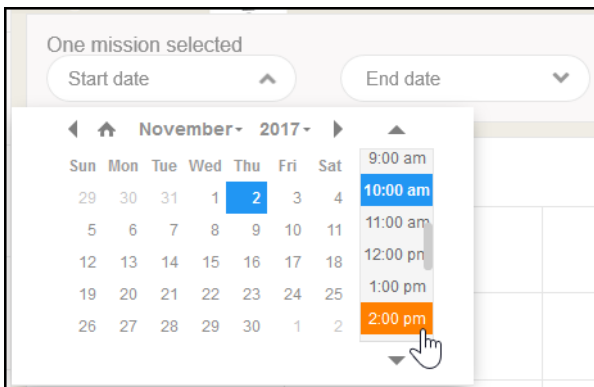 One mission selected
Start date End date
November 2017
Sun Mon Tue Wed Thu Fri Sat
29 30 31 1 2 3 4
5 6 7 8 9 10 11
12 13 14 15 16 17 18
19 20 21 22 23 24 25
26 27 28 29 30 1 2
9:00 am
10:00 am
11:00 am
12:00 pm
1:00 pm
2:00 pm